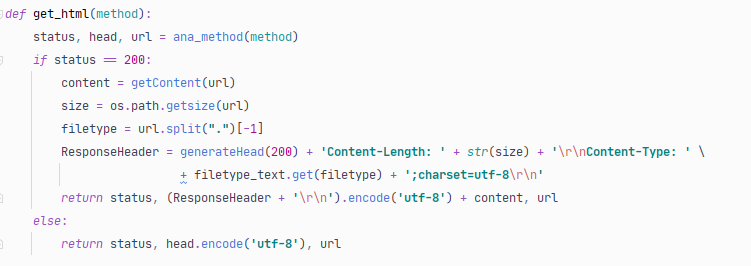 def get_html(method):
    status, head, url = ana_method(method)
    if status == 200:
        content = getContent(url)
        size = os.path.getsize(url)
        filetype = url.split(".")[-1]
        ResponseHeader = generateHead(200) + 'Content-Length: ' + str(size) + '\r\nContent-Type: ' \
                         + filetype_text.get(filetype) + ';charset=utf-8\r\n'
        return status, (ResponseHeader + '\r\n').encode('utf-8') + content, url
    else:
        return status, head.encode('utf-8'), url